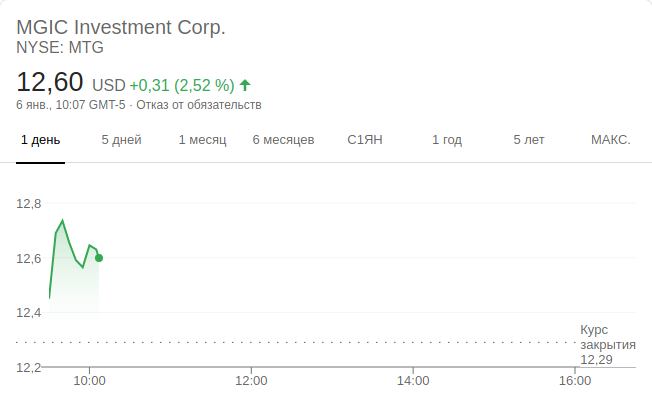 MGIC Investment Corp.
NYSE: MTG
12,60 USD +0,31 (2,52 %)
6 янв., 10:07 GMT-5 · Отказ от обязательств
1 день 5 дней 1 месяц 6 месяцев С1ЯН 1 год 5 лет МАКС.
12,8
12,6
12,4
Курс
закрытия
12,29
12,2
10:00 12:00 14:00 16:00